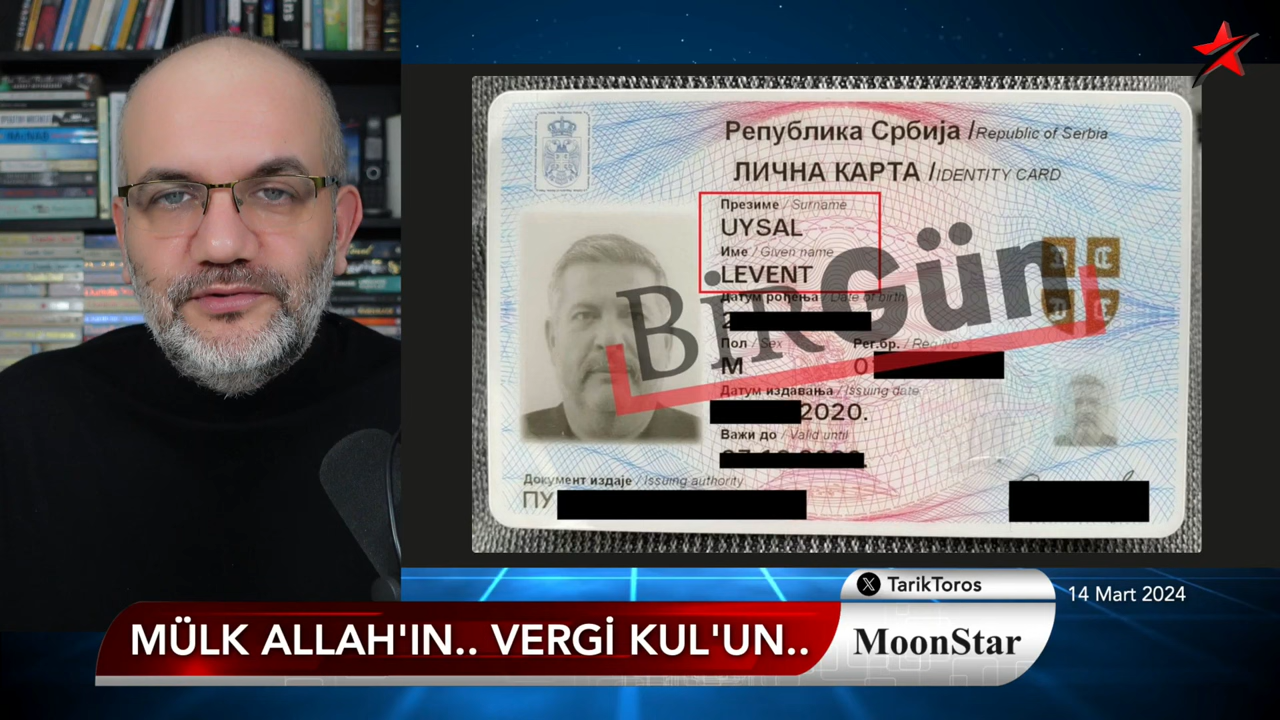 Република Србија / Republic of Serbia
ЛИЧНА КАРТА / IDENTITY CARD
Презиме / Surname
UYSAL
Име / Given name
LEVENT
Датум рођења / Date of birth
2
Пол / Sex
Рег.бр. / Reg.No
M
0
Датум издавања / Issuing date
2020.
Важи до / Valid until
Документ издаје / Issuing authority
ПУ
BirGün
TarikToros
14 Mart 2024
MÜLK ALLAH'IN.. VERGİ KUL'UN..
MoonStar